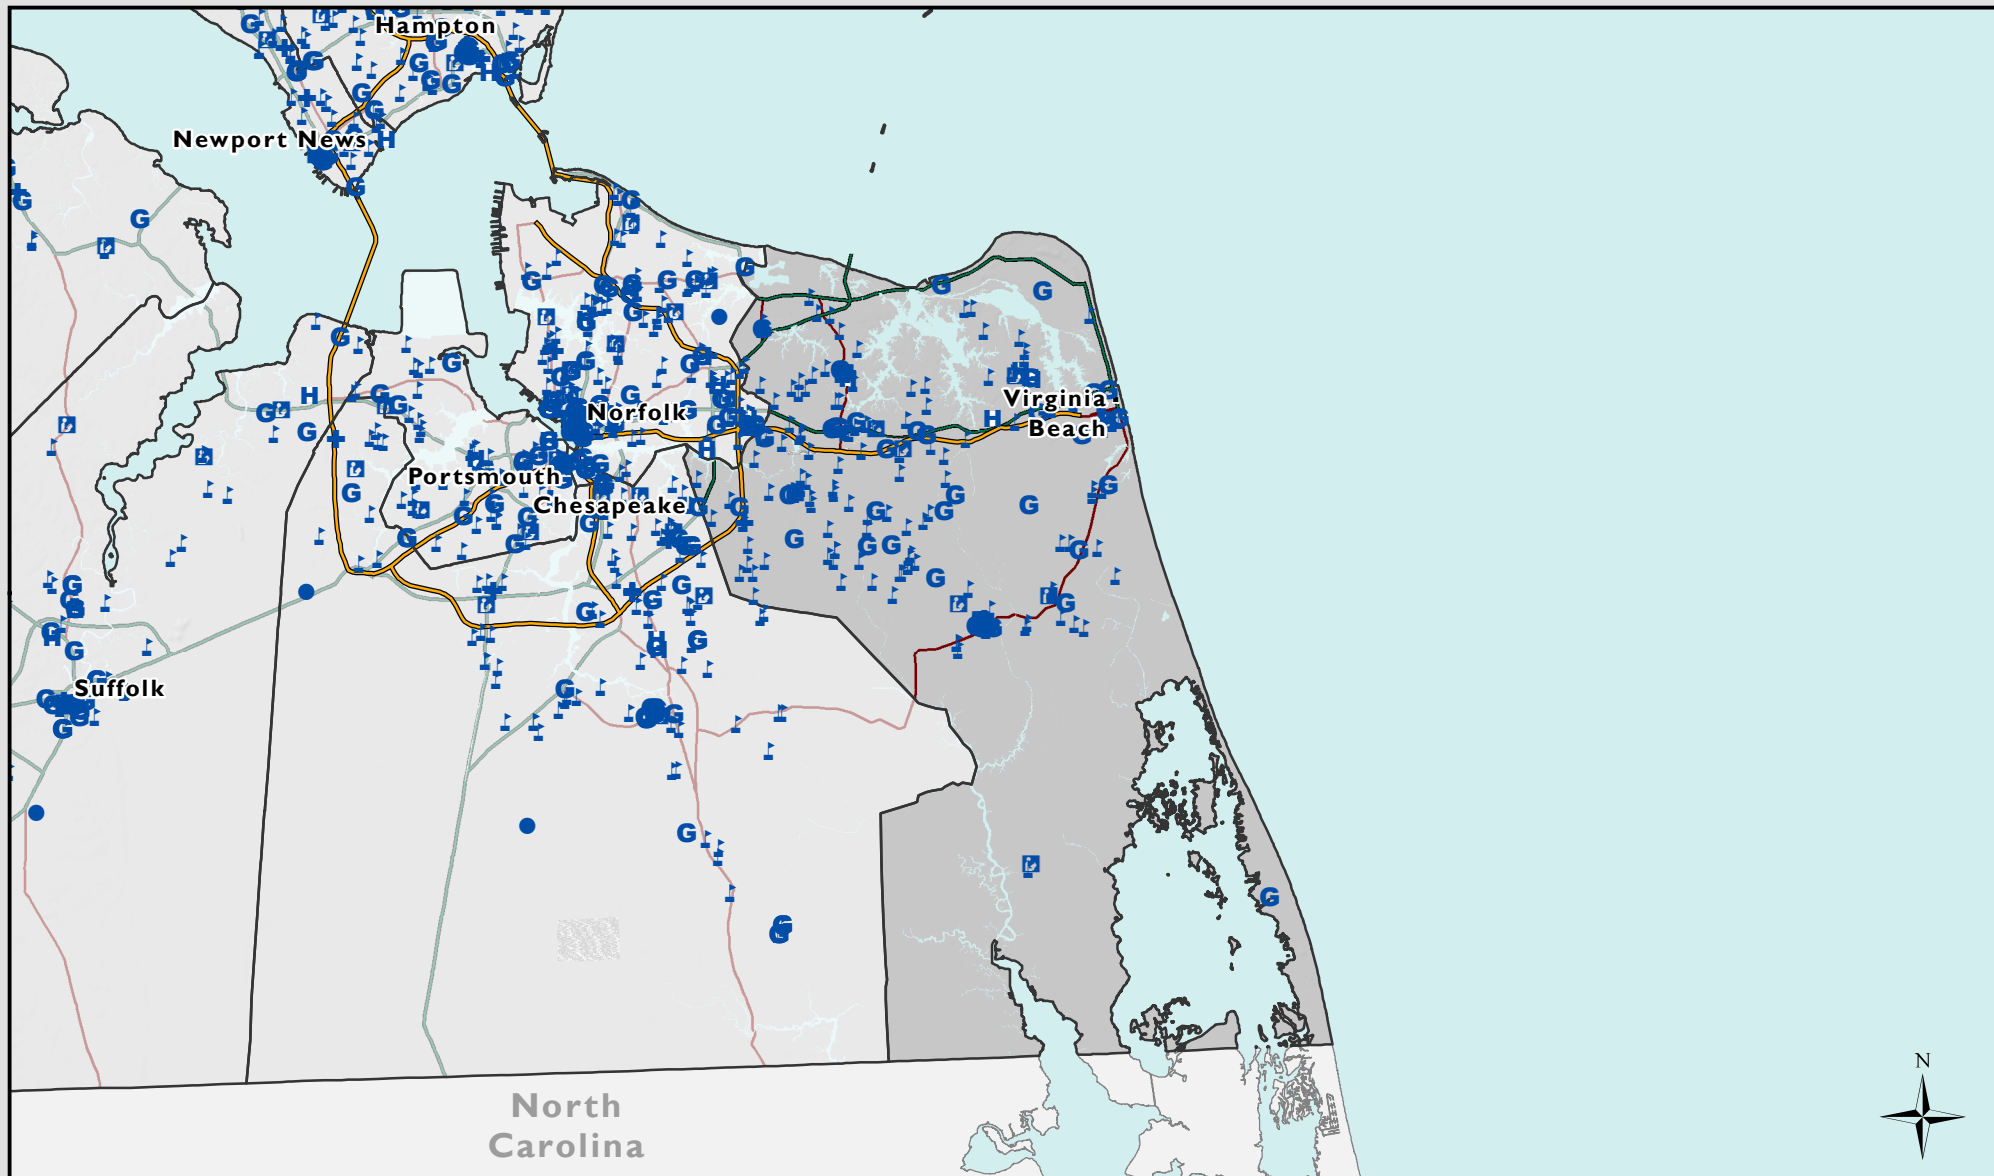 Hampton
Newport News
Norfolk
Virginia
Beach
Portsmouth
Chesapeake
Suffolk
North
Carolina
N